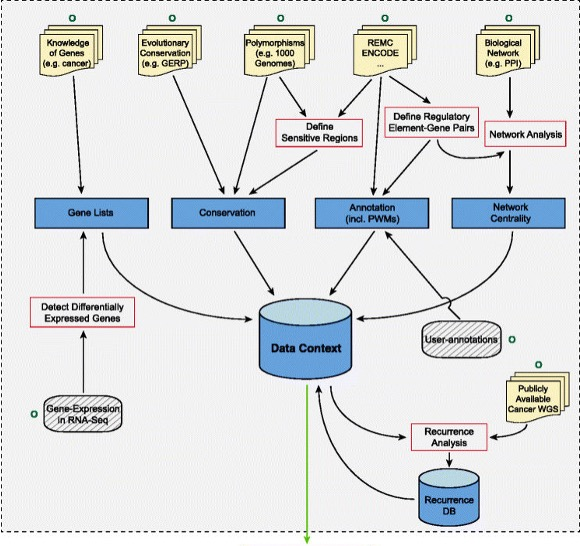 o
o
o
o
o
Knowledge
of Genes
(e.g. cancer)
Evolutionary
Conservation
(e.g. GERP)
Polymorphisms
(e.g. 1000
Genomes)
REMC
ENCODE
...
Biological
Network
(e.g. PPI)
Define
Sensitive Regions
Define Regulatory
Element-Gene Pairs
Network Analysis
Gene Lists
Conservation
Annotation
(incl. PWMs)
Network
Centrality
Detect Differentially
Expressed Genes
Data Context
User-annotations
o
o
Gene-Expression
in RNA-Seq
o
Publicly
Available
Cancer WGS
Recurrence
Analysis
Recurrence
DB